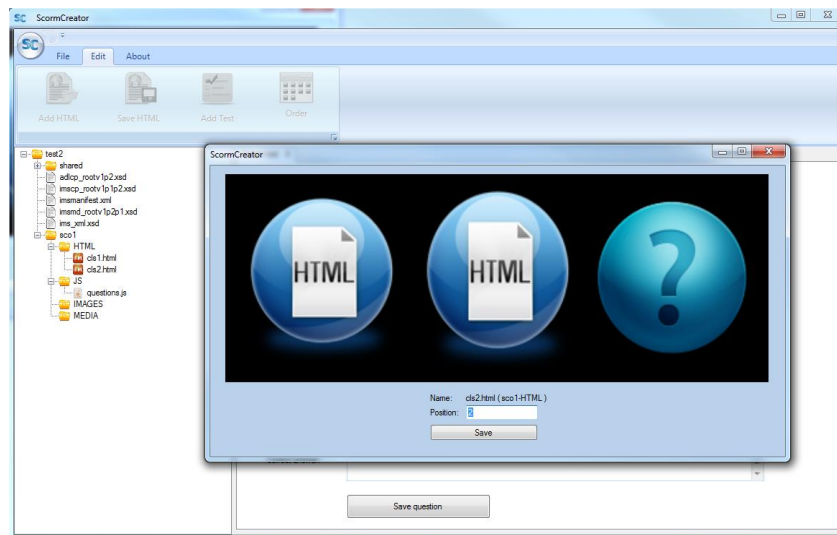 SC ScormCreator
SC
File Edit About
Add HTML Save HTML Add Test Order
test2
shared
adlcp_rootv1p2.xsd
imscp_rootv1p1p2.xsd
imsmanifest.xml
imsmd_rootv1p2p1.xsd
ims_xml.xsd
sco1
HTML
cls1.html
cls2.html
JS
questions.js
IMAGES
MEDIA
ScormCreator
HTML HTML ?
Name: cls2.html ( sco1-HTML )
Position: 2
Save
Save question